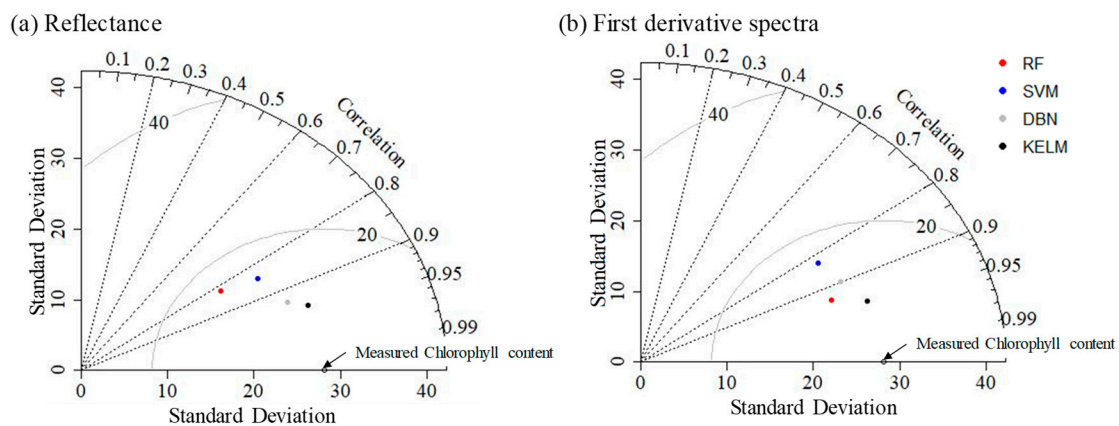 (a) Reflectance
(b) First derivative spectra
0.1 0.2 0.3 0.4 0.5 0.6 0.7 0.8 0.9 0.95 0.99
Correlation
40
20
40
30
20
10
0
Standard Deviation
0 10 20 30 40
Standard Deviation
Measured Chlorophyll content
0.1 0.2 0.3 0.4 0.5 0.6 0.7 0.8 0.9 0.95 0.99
Correlation
40
20
40
30
20
10
0
Standard Deviation
0 10 20 30 40
Standard Deviation
Measured Chlorophyll content
RF
SVM
DBN
KELM